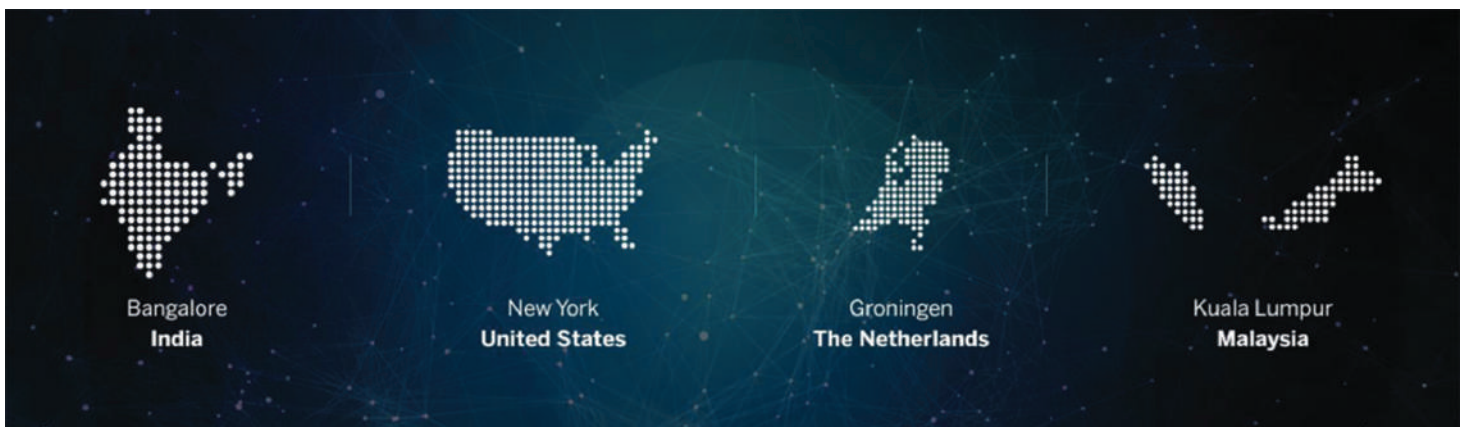 Bangalore
India
New York
United States
Groningen
The Netherlands
Kuala Lumpur
Malaysia